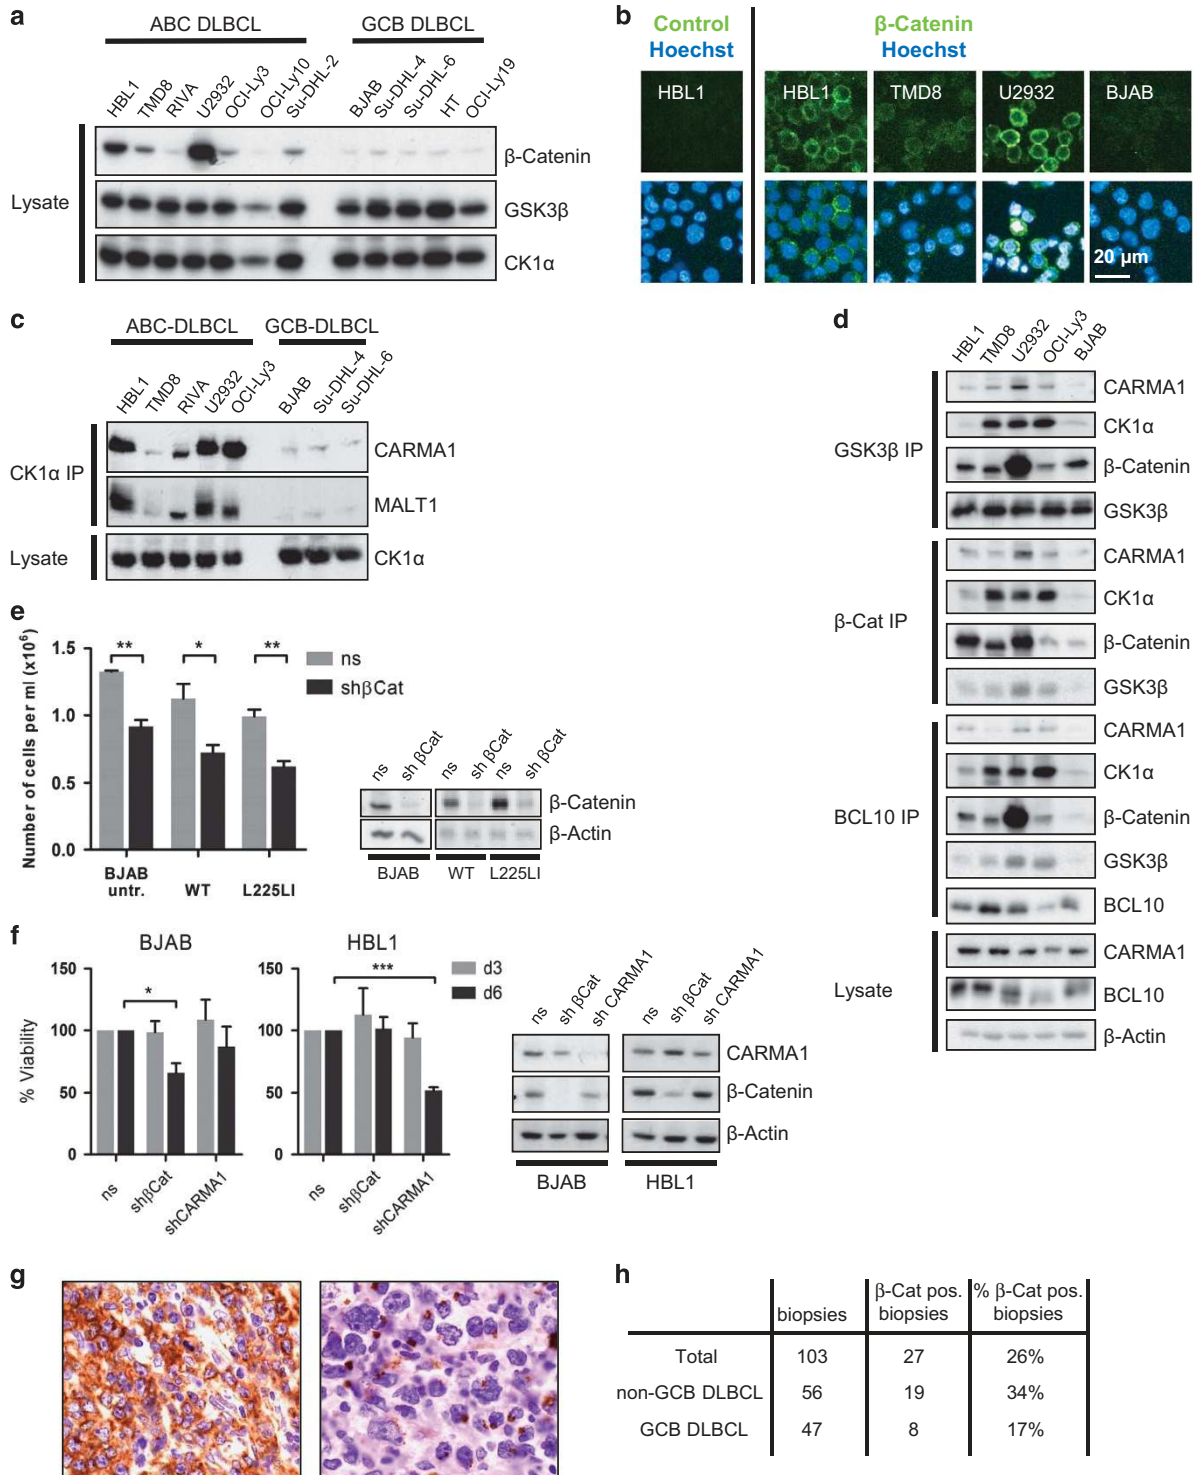 a
ABC DLBCL
GCB DLBCL
HBL1
TMD8
RIVA
U2932
OCI-Ly3
OCI-Ly10
Su-DHL-2
BJAB
Su-DHL-4
Su-DHL-6
HT
OCI-Ly19
Lysate
β-Catenin
GSK3β
CK1α
b
Control
Hoechst
β-Catenin
Hoechst
HBL1
HBL1
TMD8
U2932
BJAB
20 μm
c
ABC-DLBCL
GCB-DLBCL
HBL1
TMD8
RIVA
U2932
OCI-Ly3
BJAB
Su-DHL-4
Su-DHL-6
CK1α IP
CARMA1
MALT1
Lysate
CK1α
d
HBL1
TMD8
U2932
OCI-Ly3
BJAB
GSK3β IP
CARMA1
CK1α
β-Catenin
GSK3β
β-Cat IP
CARMA1
CK1α
β-Catenin
GSK3β
BCL10 IP
CARMA1
CK1α
β-Catenin
GSK3β
BCL10
Lysate
CARMA1
BCL10
β-Actin
e
Number of cells per ml (x10⁶)
1.5
1.0
0.5
0.0
**
*
**
ns
shβCat
BJAB
untr.
WT
L225LI
ns
sh βCat
ns
sh βCat
ns
sh βCat
β-Catenin
β-Actin
BJAB
WT
L225LI
f
BJAB
HBL1
% Viability
150
100
50
0
*
ns
shβCat
shCARMA1
150
100
50
0
***
ns
shβCat
shCARMA1
d3
d6
ns
sh βCat
sh CARMA1
ns
sh βCat
sh CARMA1
CARMA1
β-Catenin
β-Actin
BJAB
HBL1
g
h
biopsies
β-Cat pos. biopsies
% β-Cat pos. biopsies
Total 103 27 26%
non-GCB DLBCL 56 19 34%
GCB DLBCL 47 8 17%